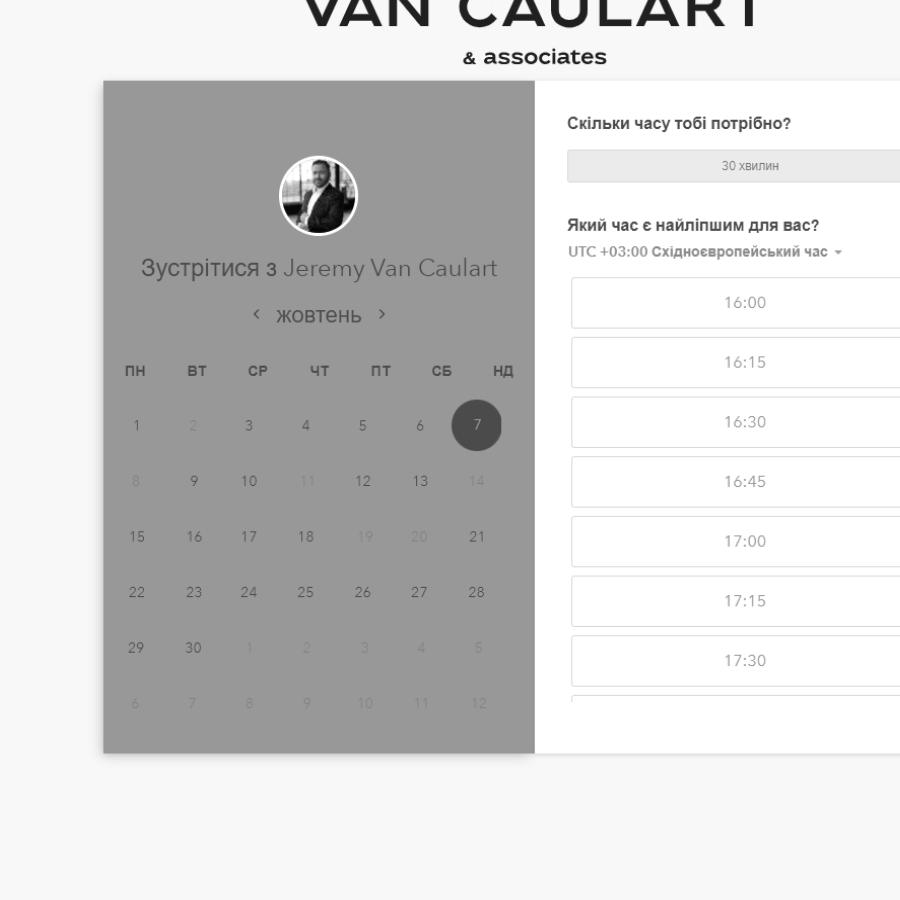 VAN CAULART
& associates
Зустрітися з Jeremy Van Caulart
жовтень
ПН ВТ СР ЧТ ПТ СБ НД
1 2 3 4 5 6 7
8 9 10 11 12 13 14
15 16 17 18 19 20 21
22 23 24 25 26 27 28
29 30 1 2 3 4 5
6 7 8 9 10 11 12
Скільки часу тобі потрібно?
30 хвилин
Який час є найліпшим для вас?
UTC +03:00 Східноєвропейський час
16:00
16:15
16:30
16:45
17:00
17:15
17:30